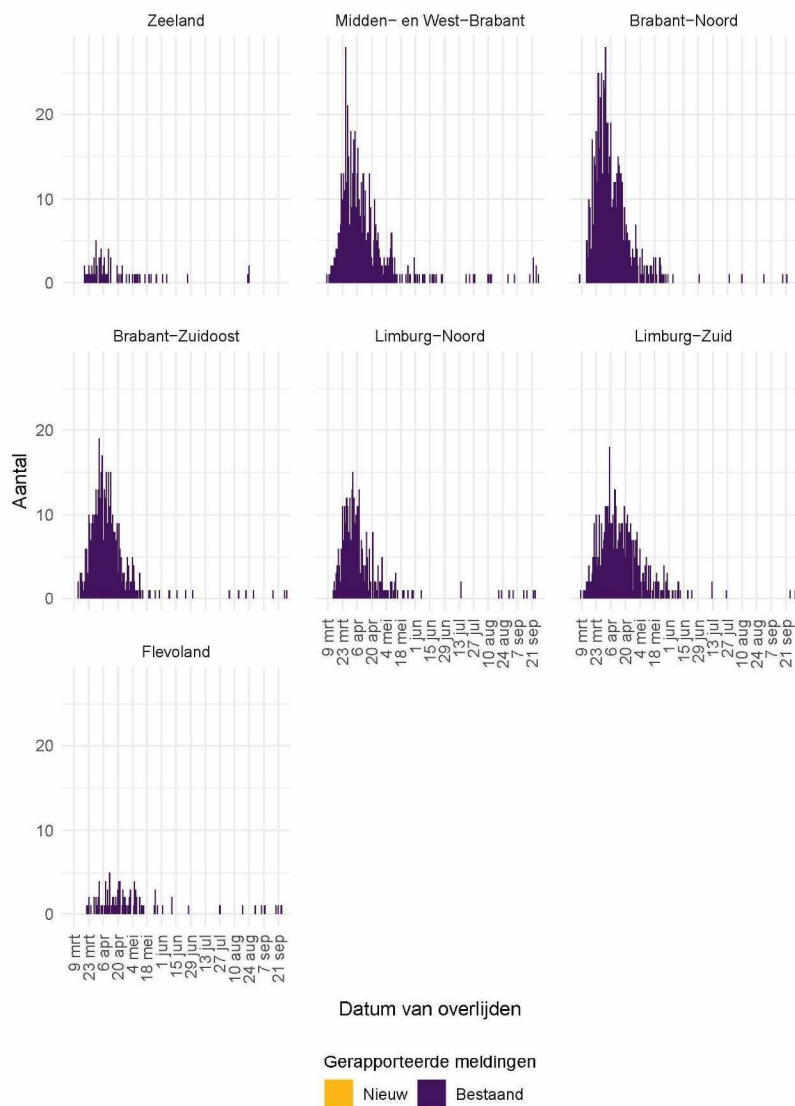 Zeeland
Midden- en West-Brabant
Brabant-Noord
20
10
0
Brabant-Zuidoost
Limburg-Noord
Limburg-Zuid
Aantal
20
10
0
9 mrt
23 mrt
6 apr
20 apr
4 mei
18 mei
1 jun
15 jun
29 jun
13 jul
27 jul
10 aug
24 aug
7 sep
21 sep
9 mrt
23 mrt
6 apr
20 apr
4 mei
18 mei
1 jun
15 jun
29 jun
13 jul
27 jul
10 aug
24 aug
7 sep
21 sep
Flevoland
20
10
0
9 mrt
23 mrt
6 apr
20 apr
4 mei
18 mei
1 jun
15 jun
29 jun
13 jul
27 jul
10 aug
24 aug
7 sep
21 sep
Datum van overlijden
Gerapporteerde meldingen
Nieuw
Bestaand